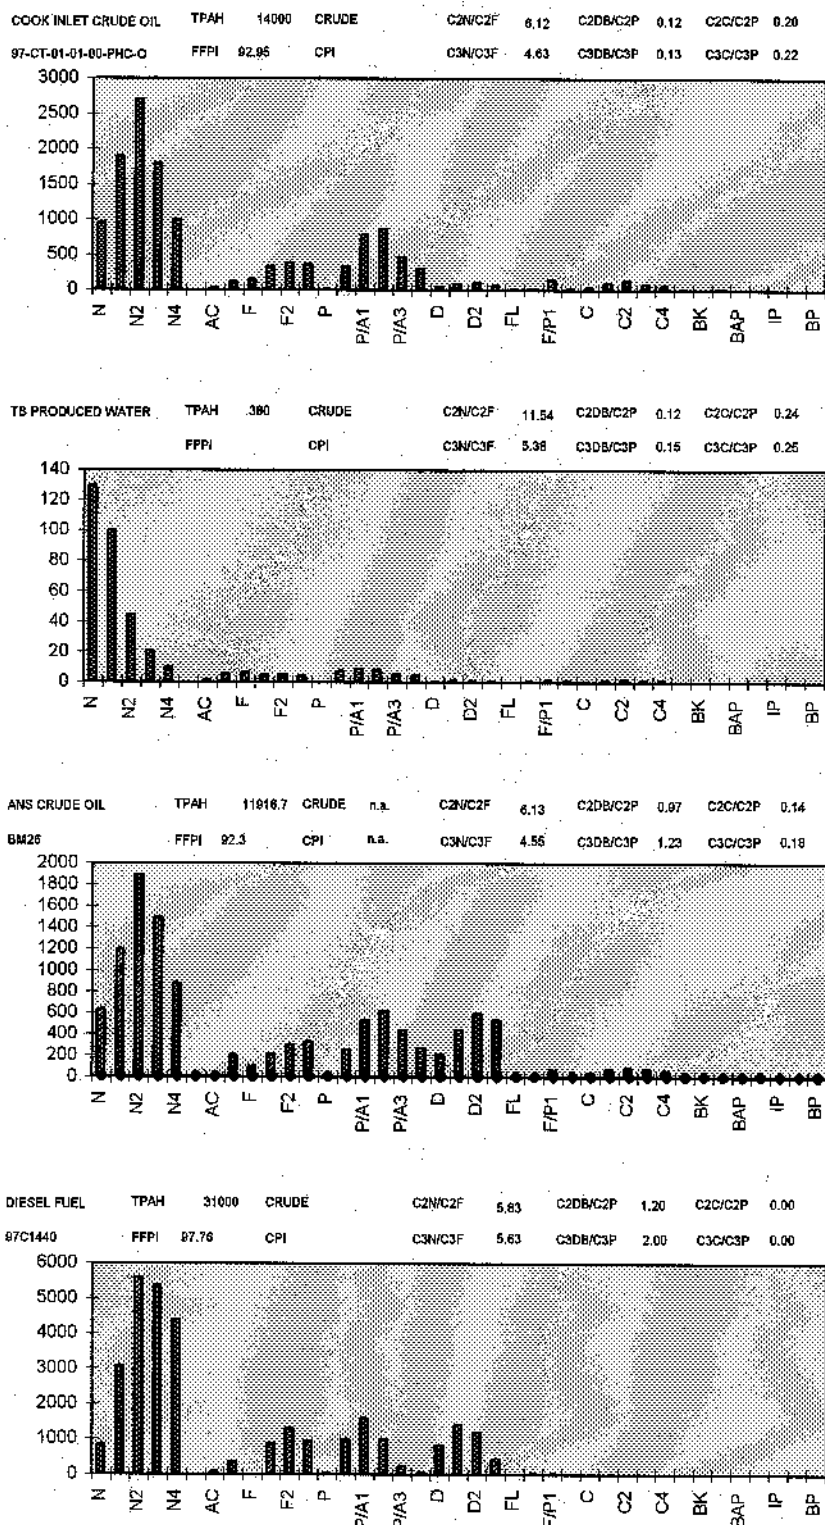 COOK INLET CRUDE OIL TPAH 14000 CRUDE C2N/C2F 6.12 C2DB/C2P 0.12 C2C/C2P 0.20
97-CT-01-01-00-PHC-O FFPI 92.95 CPI C3N/C3F 4.63 C3DB/C3P 0.13 C3C/C3P 0.22
3000
2500
2000
1500
1000
500
0
N N2 N4 AC F F2 P P/A1 P/A3 D D2 FL F/P1 C C2 C4 BK BAP IP BP
TB PRODUCED WATER TPAH 380 CRUDE C2N/C2F 11.54 C2DB/C2P 0.12 C2C/C2P 0.24
FFPI CPI C3N/C3F 5.38 C3DB/C3P 0.15 C3C/C3P 0.25
140
120
100
80
60
40
20
0
N N2 N4 AC F F2 P P/A1 P/A3 D D2 FL F/P1 C C2 C4 BK BAP IP BP
ANS CRUDE OIL TPAH 11916.7 CRUDE n.a. C2N/C2F 6.13 C2DB/C2P 0.97 C2C/C2P 0.14
BM26 FFPI 92.3 CPI n.a. C3N/C3F 4.55 C3DB/C3P 1.23 C3C/C3P 0.18
2000
1800
1600
1400
1200
1000
800
600
400
200
0
N N2 N4 AC F F2 P P/A1 P/A3 D D2 FL F/P1 C C2 C4 BK BAP IP BP
DIESEL FUEL TPAH 31000 CRUDE C2N/C2F 5.83 C2DB/C2P 1.20 C2C/C2P 0.00
97C1440 FFPI 97.76 CPI C3N/C3F 5.63 C3DB/C3P 2.00 C3C/C3P 0.00
6000
5000
4000
3000
2000
1000
0
N N2 N4 AC F F2 P P/A1 P/A3 D D2 FL F/P1 C C2 C4 BK BAP IP BP